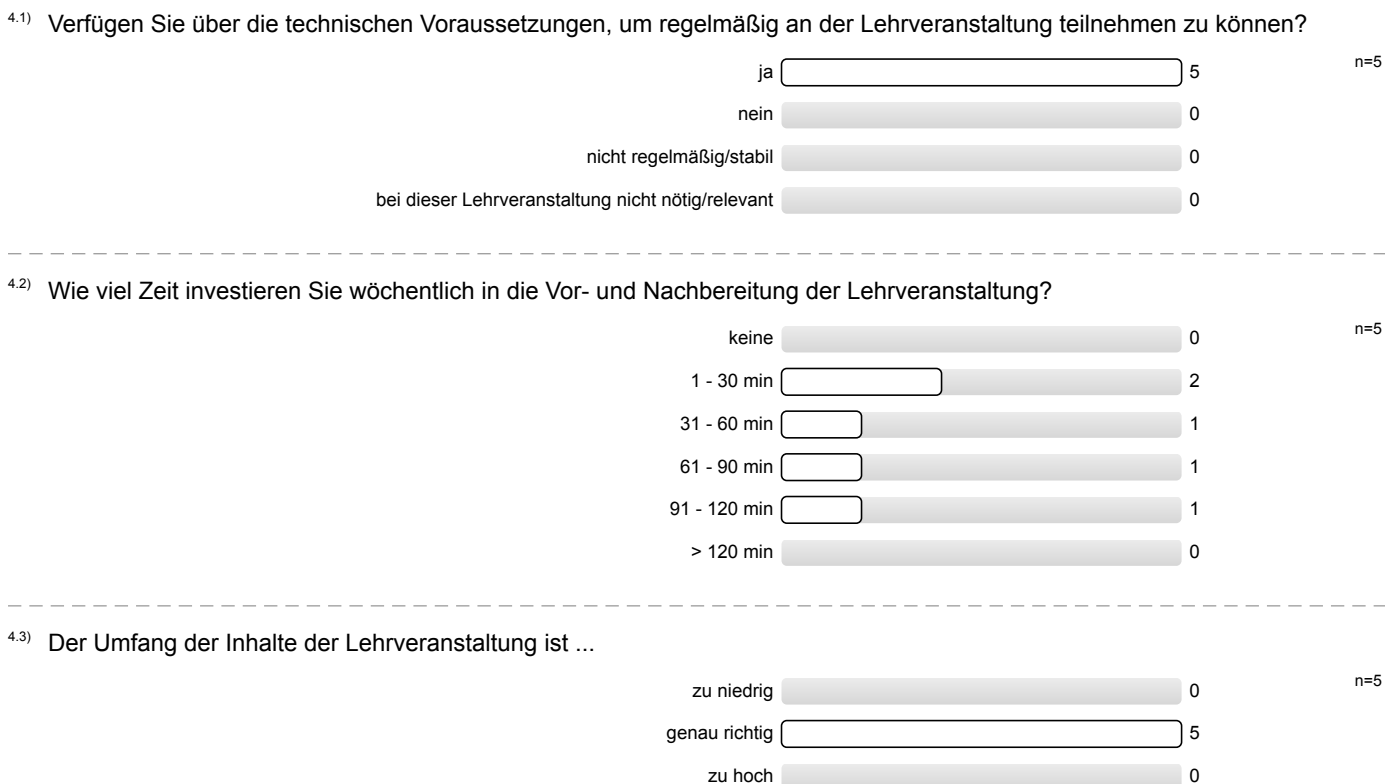 4.1) Verfügen Sie über die technischen Voraussetzungen, um regelmäßig an der Lehrveranstaltung teilnehmen zu können?
ja 5 n=5
nein 0
nicht regelmäßig/stabil 0
bei dieser Lehrveranstaltung nicht nötig/relevant 0
4.2) Wie viel Zeit investieren Sie wöchentlich in die Vor- und Nachbereitung der Lehrveranstaltung?
keine 0 n=5
1 - 30 min 2
31 - 60 min 1
61 - 90 min 1
91 - 120 min 1
> 120 min 0
4.3) Der Umfang der Inhalte der Lehrveranstaltung ist ...
zu niedrig 0 n=5
genau richtig 5
zu hoch 0